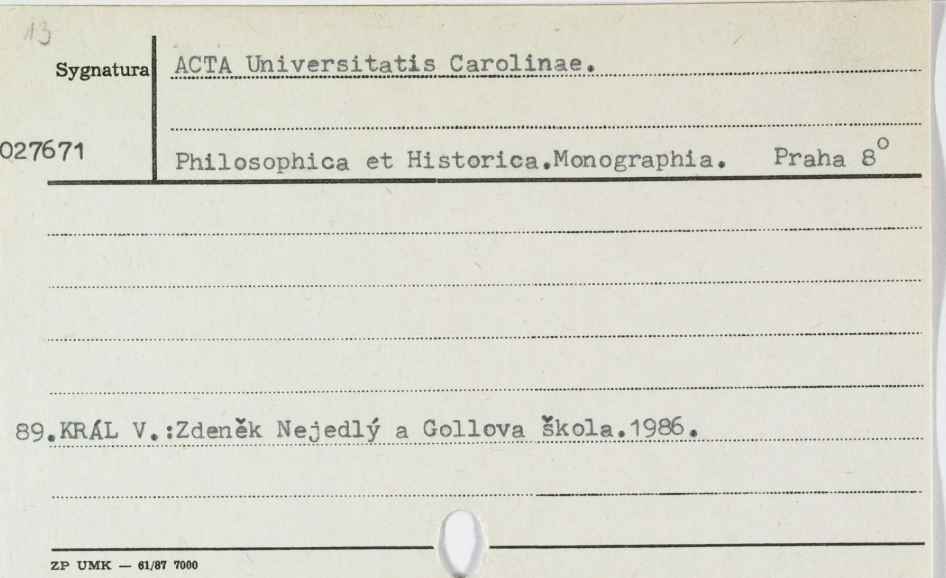 13
Sygnatura
ACTA Universitatis Carolinae.
027671
Philosophica et Historica.Monographia. Praha 8°
89.KRÁL V.:Zdeněk Nejedlý a Gollova škola.1986.
ZP UMK — 61/87 7000